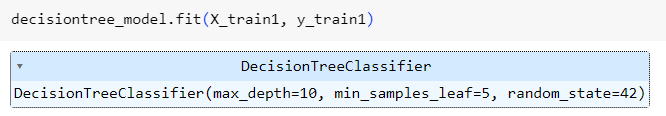 decisiontree_model.fit(X_train1, y_train1)
DecisionTreeClassifier
DecisionTreeClassifier(max_depth=10, min_samples_leaf=5, random_state=42)